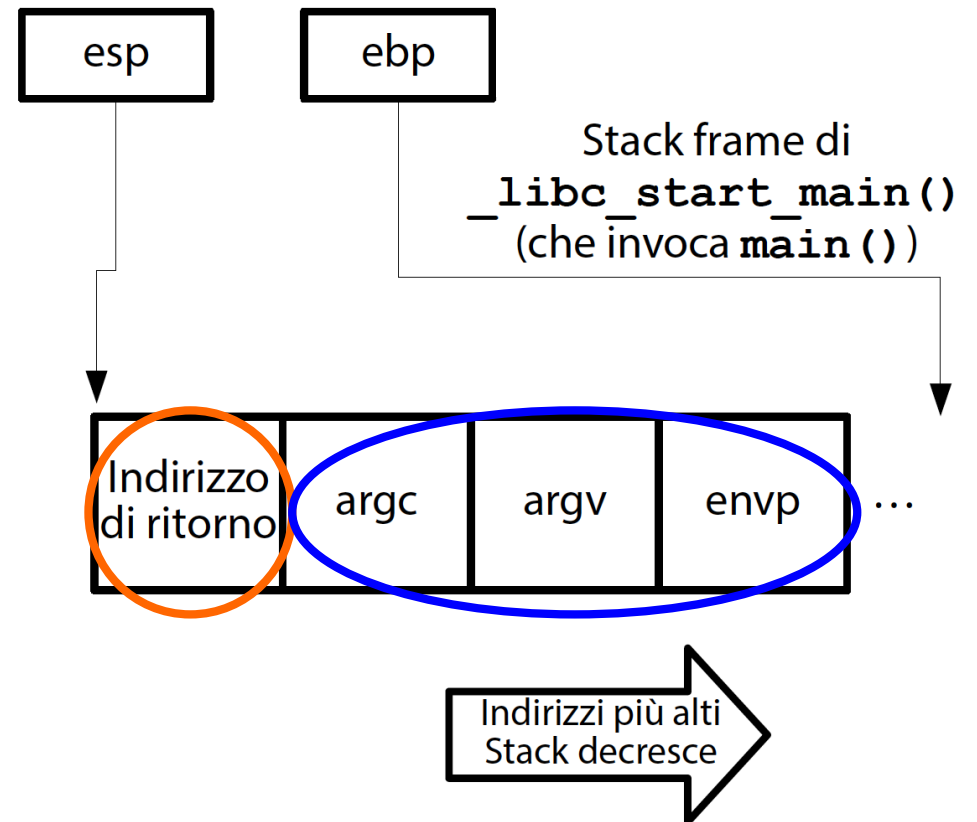 esp
ebp
Stack frame di
_libc_start_main()
(che invoca main())
Indirizzo
di ritorno
argc
argv
envp
...
Indirizzi più alti
Stack decresce